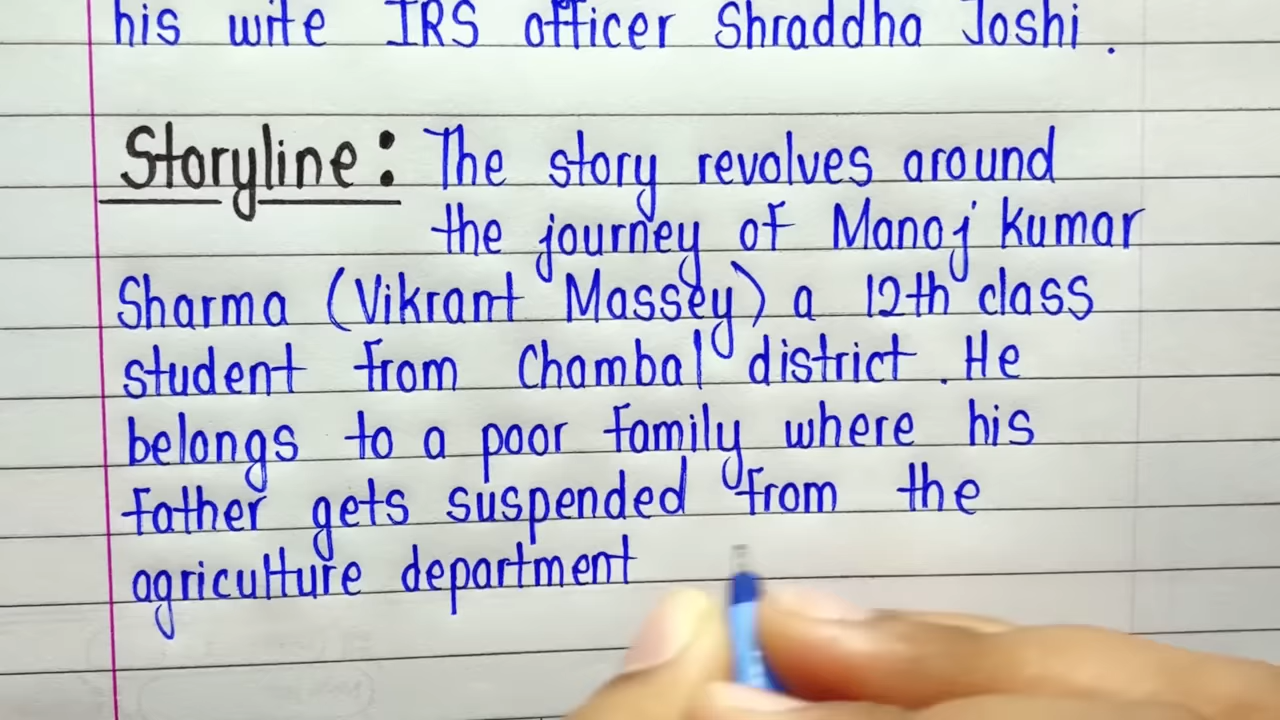 his wife IRS officer Shraddha Joshi .
Storyline: The story revolves around
the journey of Manoj Kumar
Sharma (Vikrant Massey) a 12th class
student from Chambal district . He
belongs to a poor family where his
father gets suspended from the
agriculture department